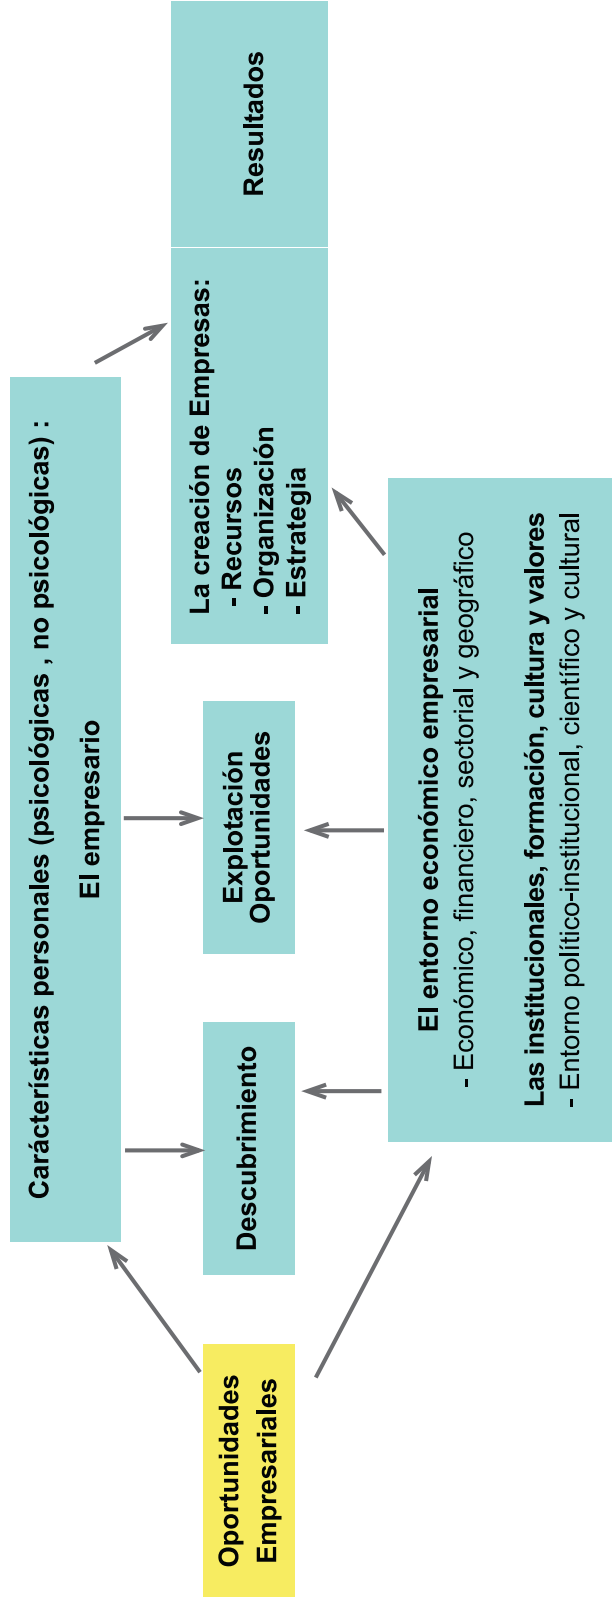 Carácterísticas personales (psicológicas , no psicológicas) :
El empresario
Oportunidades
Empresariales
Descubrimiento
Explotación
Oportunidades
La creación de Empresas:
- Recursos
- Organización
- Estrategia
Resultados
El entorno económico empresarial
- Económico, financiero, sectorial y geográfico
Las institucionales, formación, cultura y valores
- Entorno político-institucional, científico y cultural